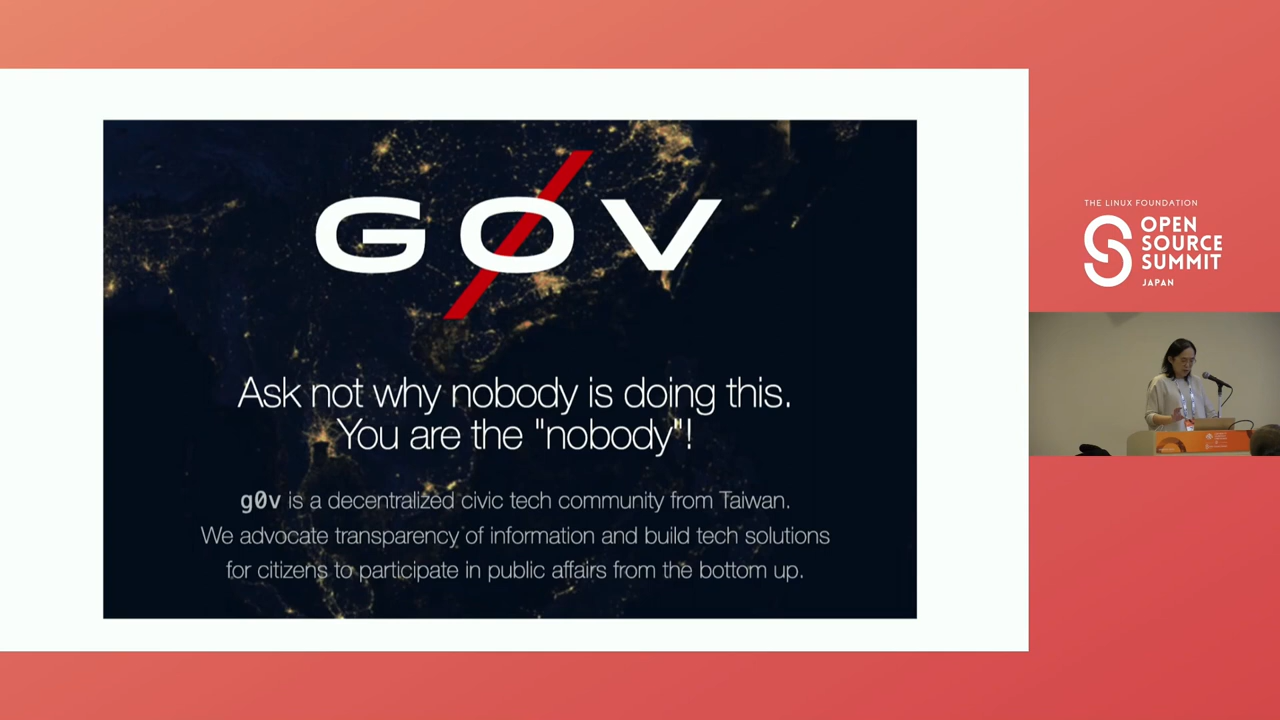 GØV
Ask not why nobody is doing this.
You are the "nobody"!
g0v is a decentralized civic tech community from Taiwan.
We advocate transparency of information and build tech solutions
for citizens to participate in public affairs from the bottom up.
THE LINUX FOUNDATION
OPEN
SOURCE
SUMMIT
JAPAN